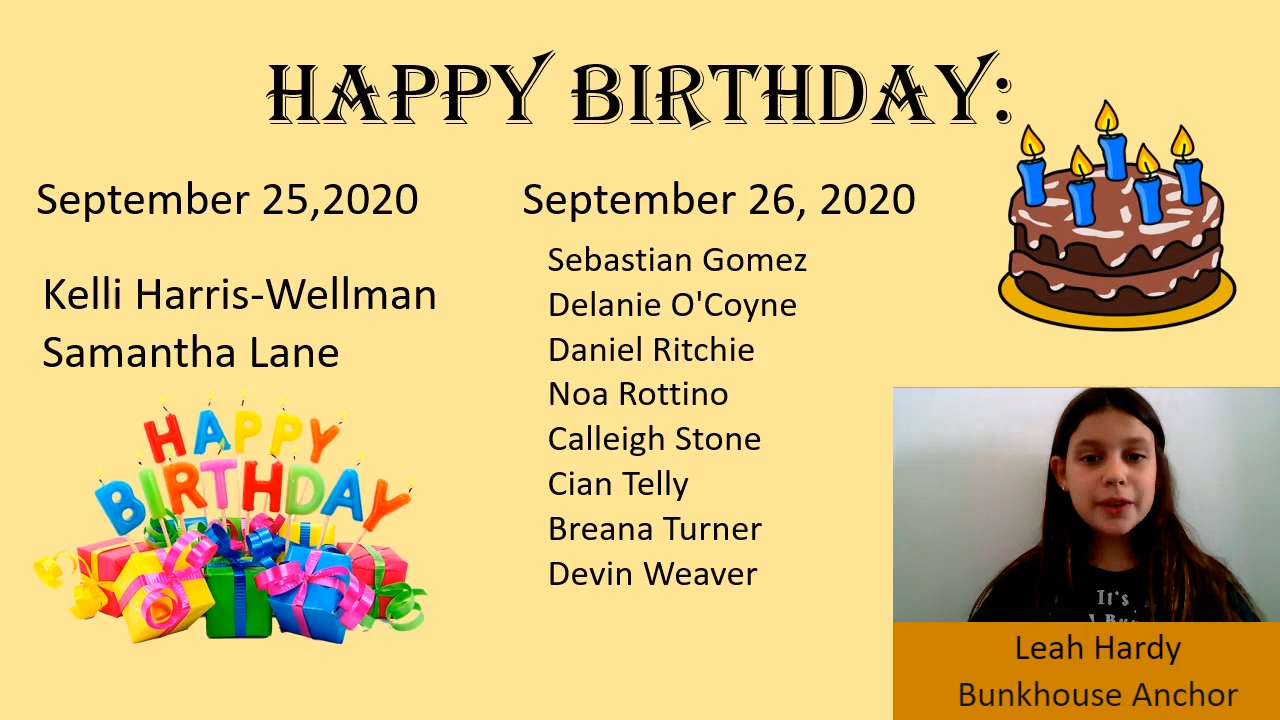 HAPPY BIRTHDAY:
September 25,2020
Kelli Harris-Wellman
Samantha Lane
HAPPY
BIRTHDAY
September 26, 2020
Sebastian Gomez
Delanie O'Coyne
Daniel Ritchie
Noa Rottino
Calleigh Stone
Cian Telly
Breana Turner
Devin Weaver
It's
Leah Hardy
Bunkhouse Anchor